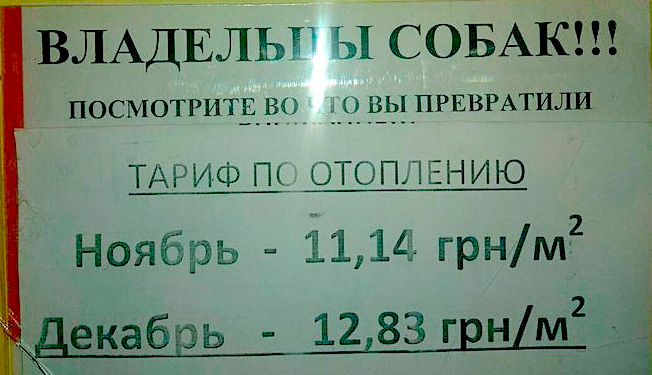 ВЛАДЕЛЬЦЫ СОБАК!!!
ПОСМОТРИТЕ ВО ЧТО ВЫ ПРЕВРАТИЛИ
ТАРИФ ПО ОТОПЛЕНИЮ
Ноябрь - 11,14 грн/м²
Декабрь - 12,83 грн/м²